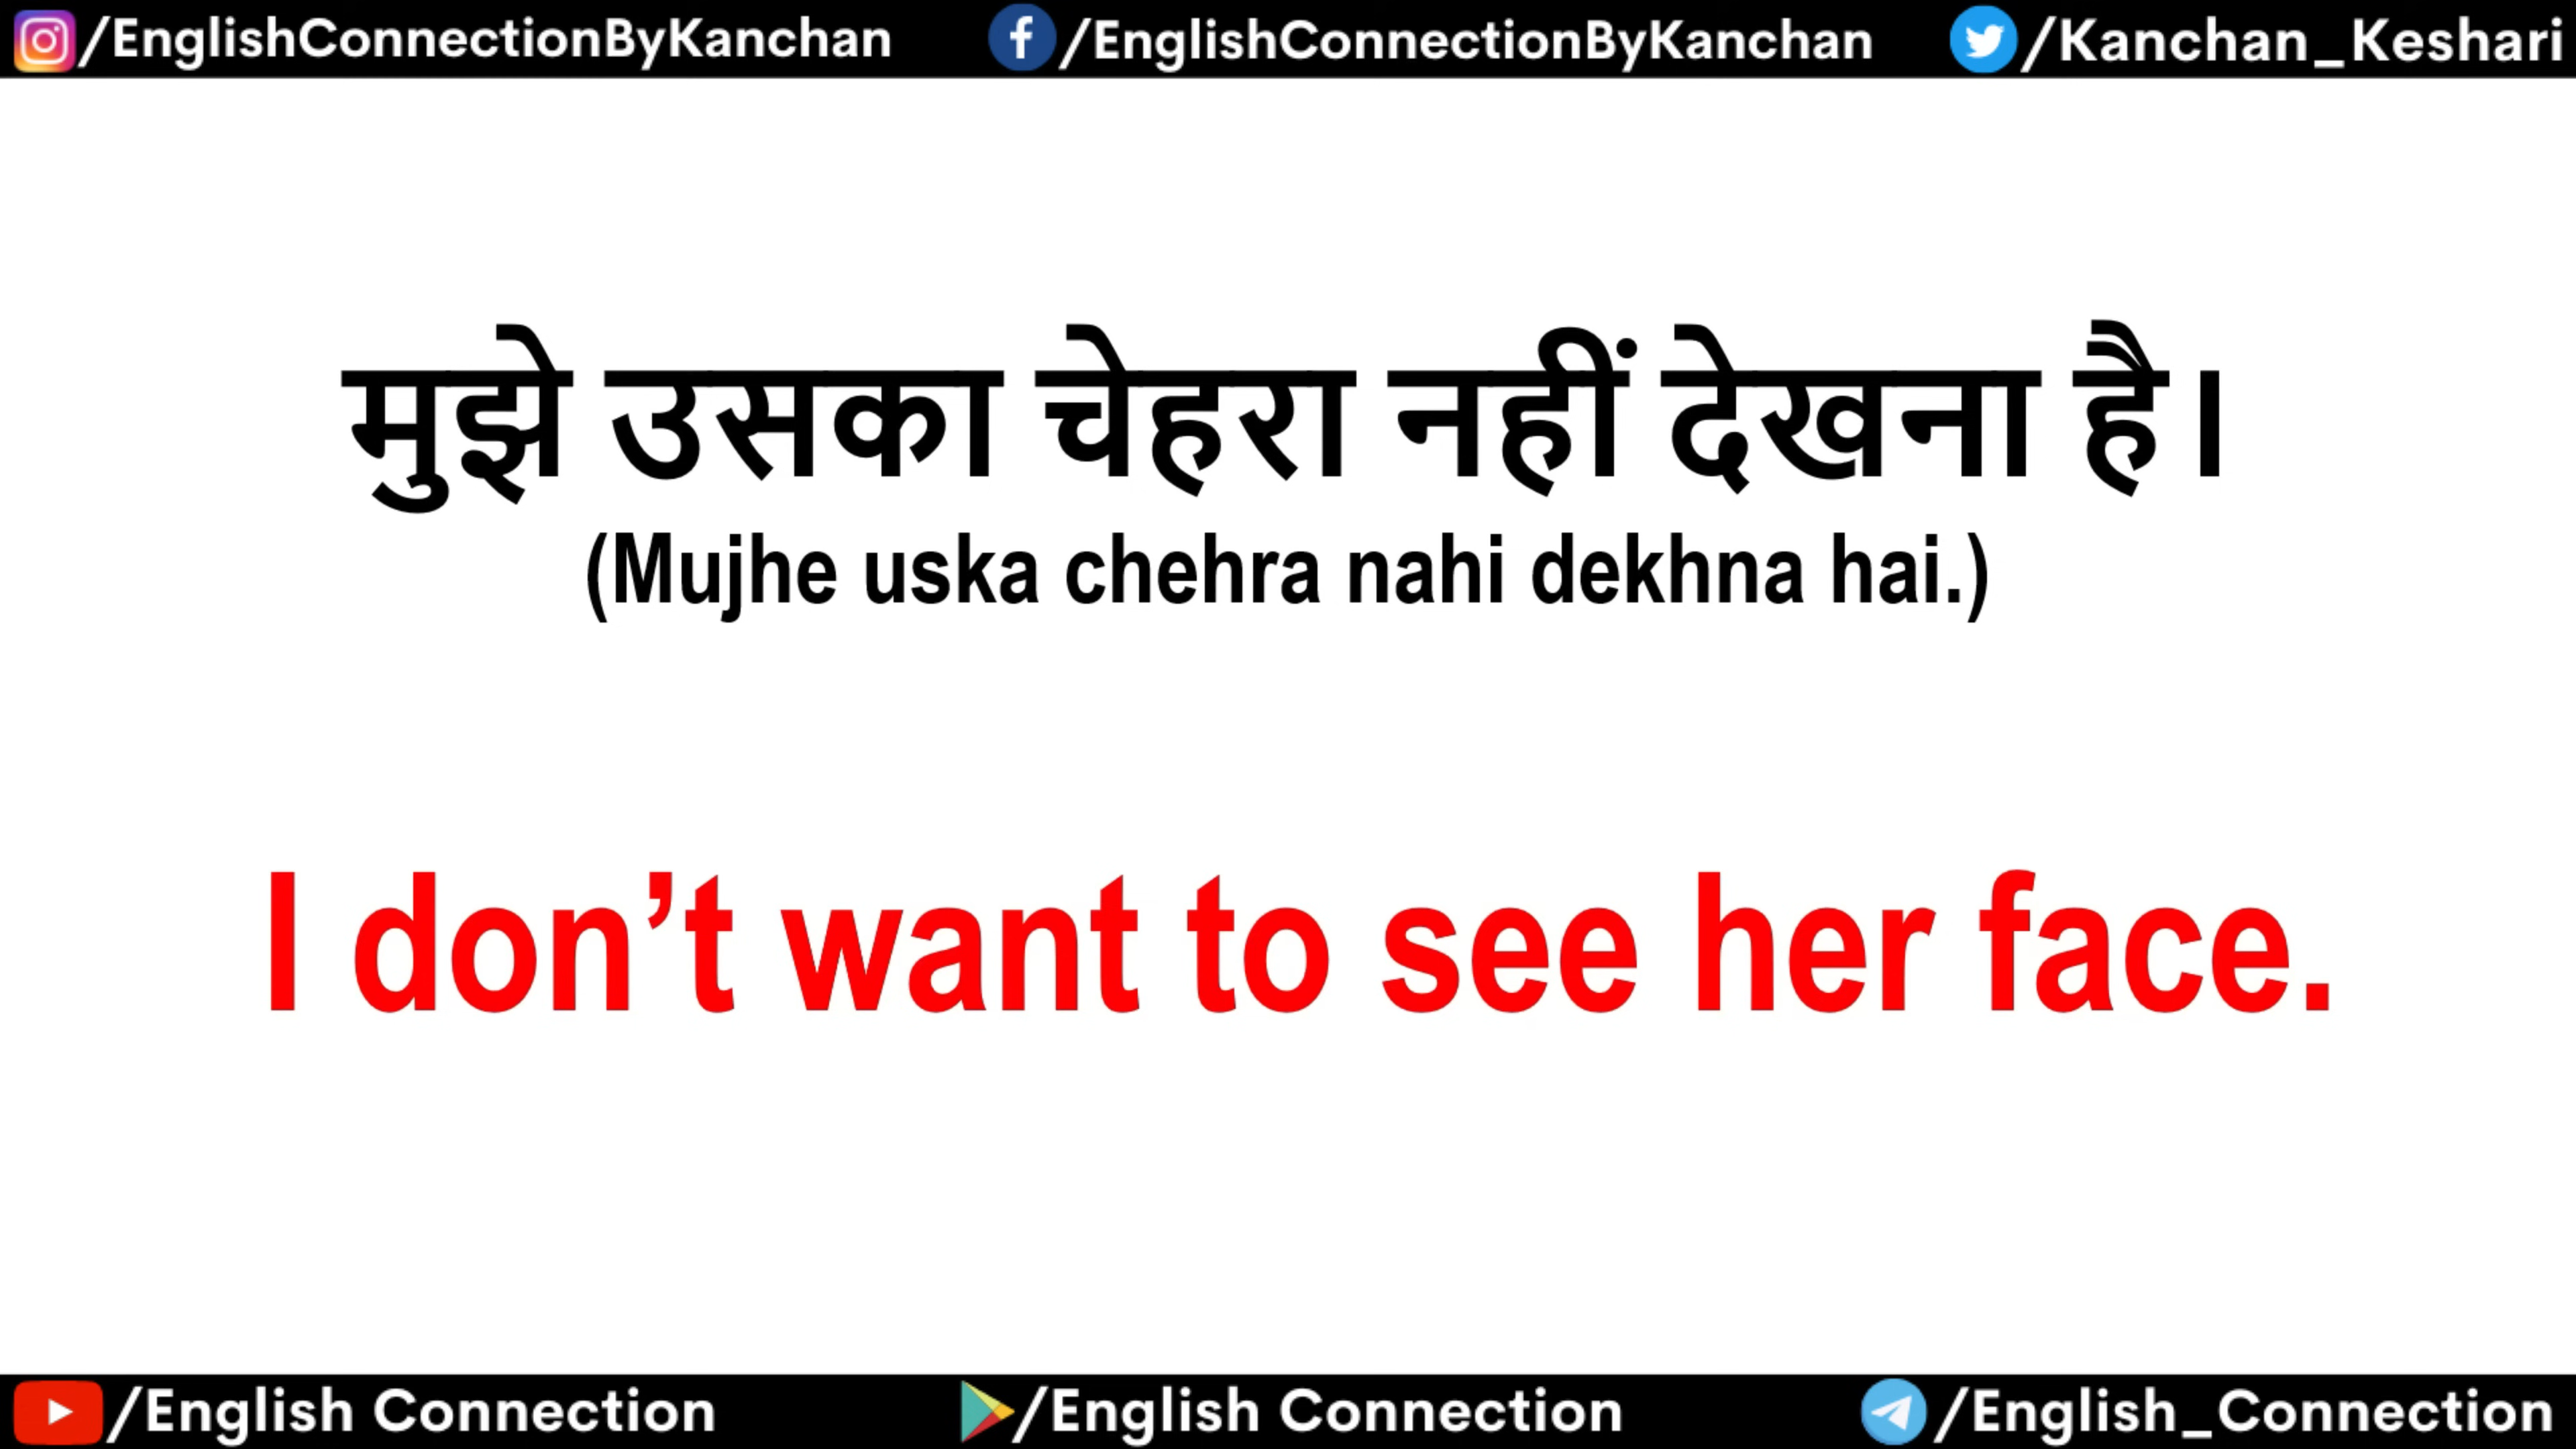 /EnglishConnectionByKanchan /EnglishConnectionByKanchan /Kanchan_Keshari
मुझे उसका चेहरा नहीं देखना है।
(Mujhe uska chehra nahi dekhna hai.)
I don’t want to see her face.
/English Connection /English Connection /English_Connection